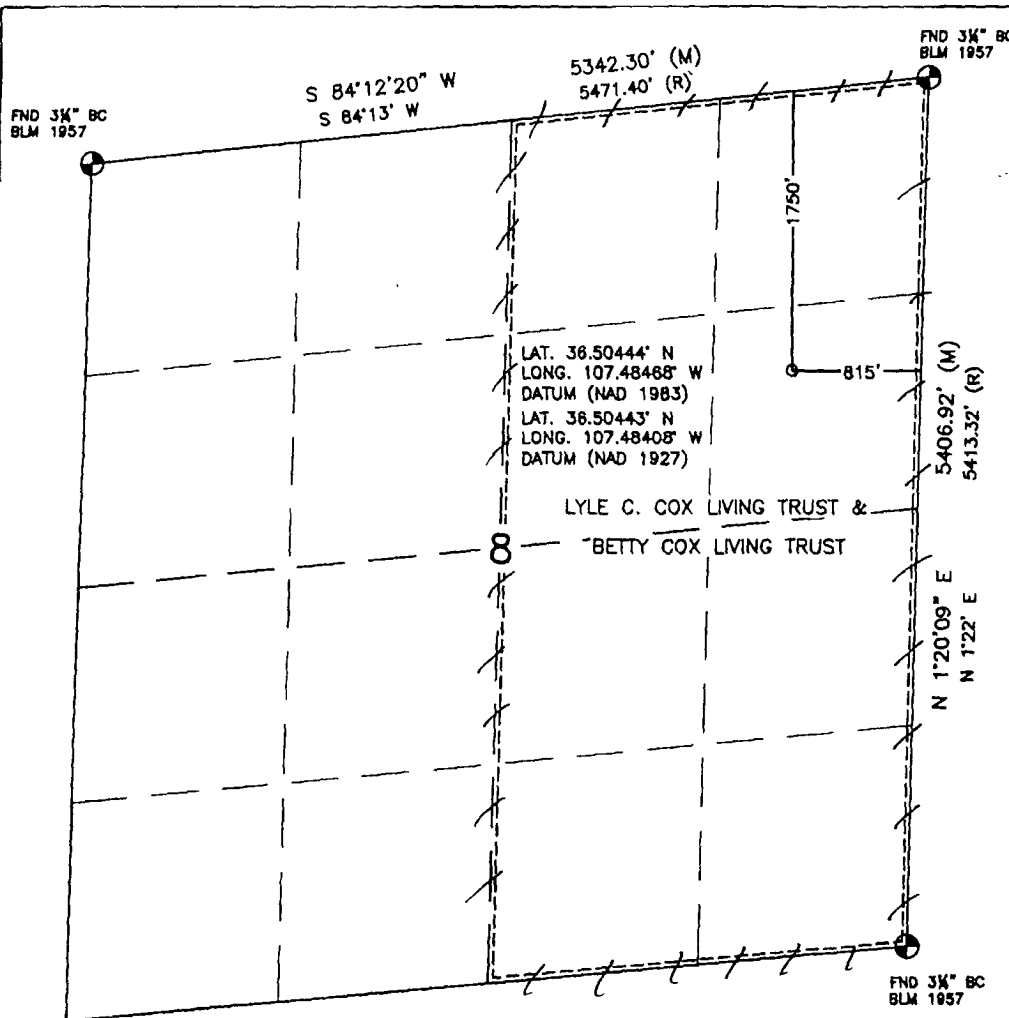 FND 3¼" BC
BLM 1957
S 84°12'20" W
S 84°13' W
5342.30' (M)
5471.40' (R)
FND 3¼" BC
BLM 1957
1750'
815'
LAT. 36.50444° N
LONG. 107.48468° W
DATUM (NAD 1983)
LAT. 36.50443° N
LONG. 107.48408° W
DATUM (NAD 1927)
5406.92' (M)
5413.32' (R)
LYLE C. COX LIVING TRUST &
BETTY COX LIVING TRUST
8
N 1°20'09" E
N 1°22' E
FND 3¼" BC
BLM 1957